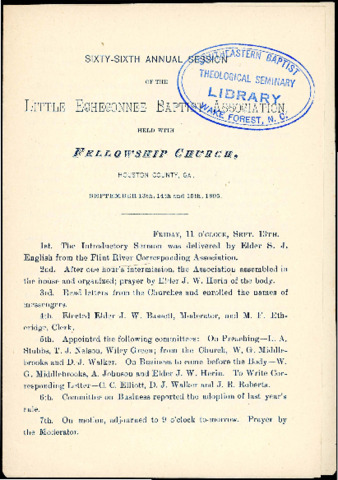 SIXTY-SIXTH ANNUAL SESSION
OF THE
LITTLE ECHECONNEE BAPTIST ASSOCIATION,
HELD WITH
FELLOWSHIP CHURCH,
HOUSTON COUNTY, GA.,
SEPTEMBER 13th, 14th and 15th, 1895.
SOUTHEASTERN BAPTIST
THEOLOGICAL SEMINARY
LIBRARY
WAKE FOREST, N. C.
FRIDAY, 11 O'CLOCK, SEPT. 13TH.
1st. The Introductory Sermon was delivered by Elder S. J.
English from the Flint River Corresponding Association.
2nd. After one hour's intermission, the Association assembled in
the house and organized; prayer by Elder J. W. Horin of the body.
3rd. Read letters from the Churches and enrolled the names of
messengers.
4th. Elected Elder J. W. Bassett, Moderator, and M. F. Eth-
eridge, Clerk.
5th. Appointed the following committees: On Preaching—L. A.
Stubbs, T. J. Nelson, Wiley Green; from the Church, W. G. Middle-
brooks and D. J. Walker. On Business to come before the Body—W.
G. Middlebrooks, A. Johnson and Elder J. W. Horin. To Write Cor-
responding Letter—C. C. Elliott, D. J. Walker and J. R. Roberts.
6th. Committee on Business reported the adoption of last year's
rule.
7th. On motion, adjourned to 9 o'clock to-morrow. Prayer by
the Moderator.